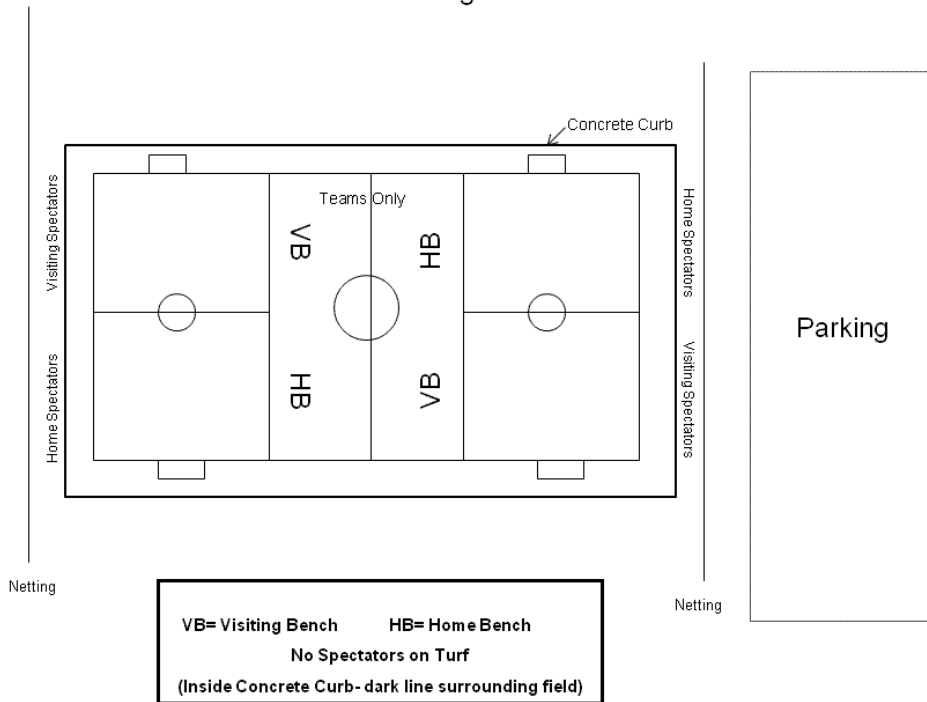 Concrete Curb
Teams Only
Visiting Spectators
VB
HB
Home Spectators
Parking
Home Spectators
HB
VB
Visiting Spectators
Netting
Netting
VB= Visiting Bench HB= Home Bench
No Spectators on Turf
(Inside Concrete Curb- dark line surrounding field)